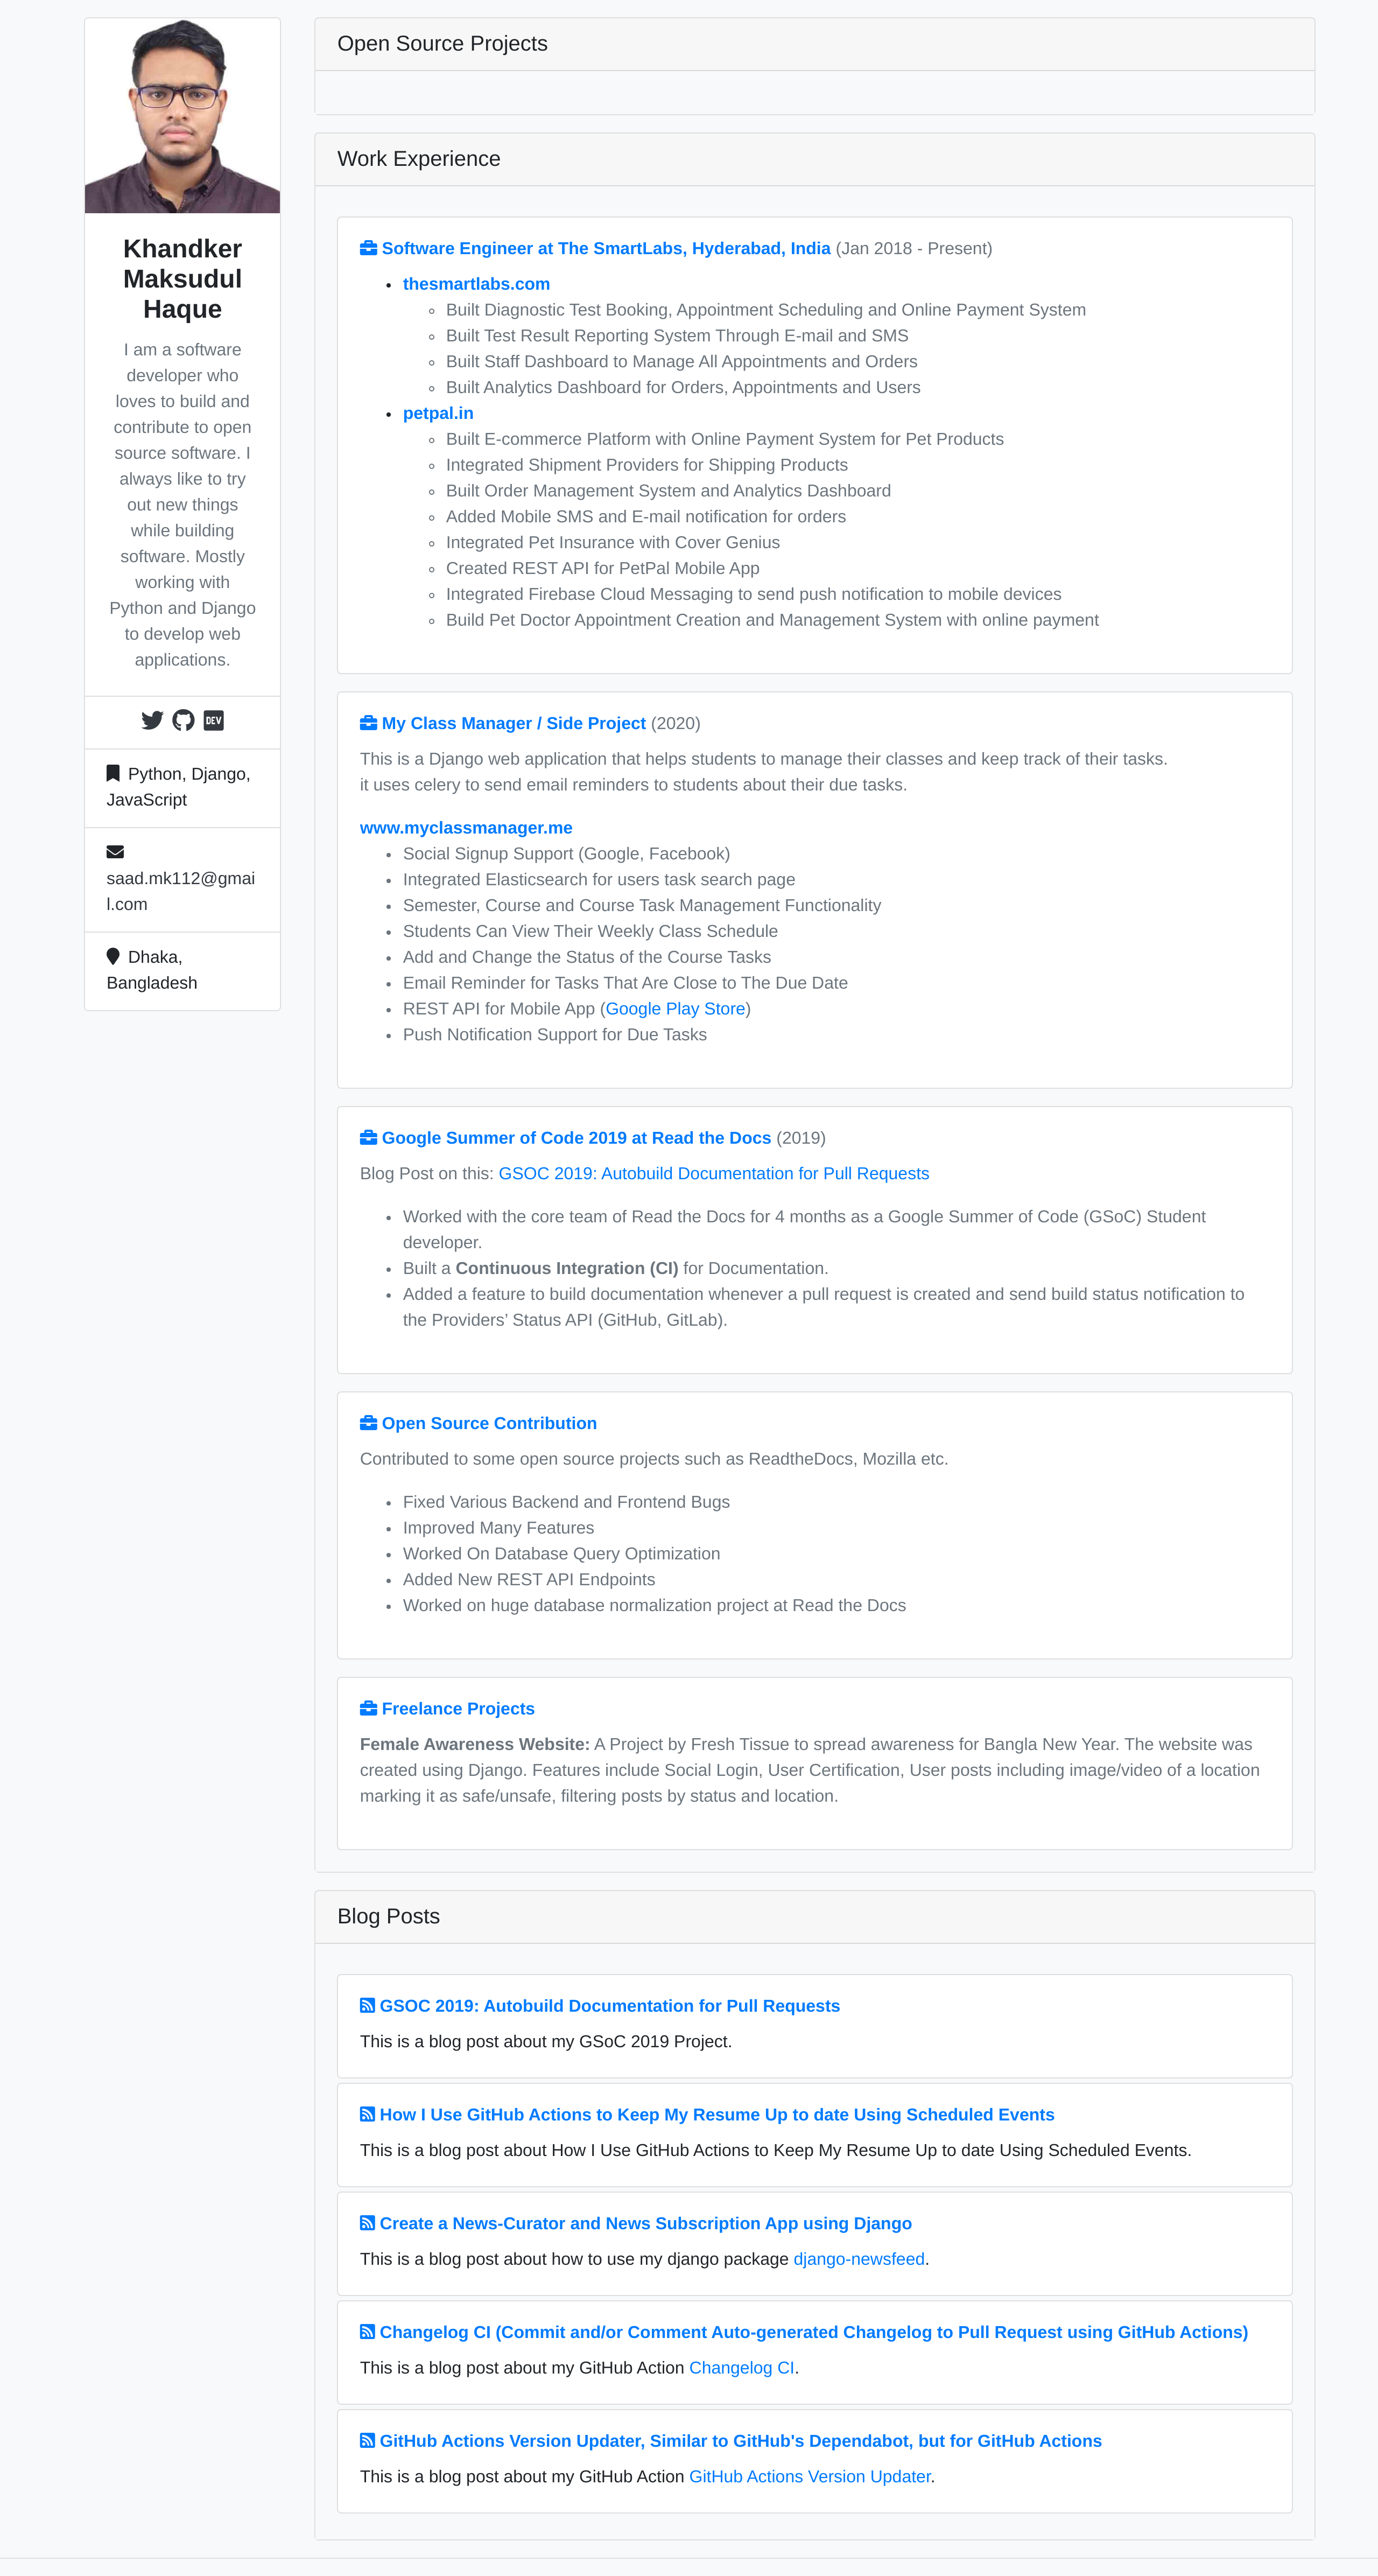 Khandker
Maksudul
Haque
I am a software
developer who
loves to build and
contribute to open
source software. I
always like to try
out new things
while building
software. Mostly
working with
Python and Django
to develop web
applications.
DEV
Python, Django,
JavaScript
saad.mk112@gmai
l.com
Dhaka,
Bangladesh
Open Source Projects
Work Experience
Software Engineer at The SmartLabs, Hyderabad, India (Jan 2018 - Present)
thesmartlabs.com
Built Diagnostic Test Booking, Appointment Scheduling and Online Payment System
Built Test Result Reporting System Through E-mail and SMS
Built Staff Dashboard to Manage All Appointments and Orders
Built Analytics Dashboard for Orders, Appointments and Users
petpal.in
Built E-commerce Platform with Online Payment System for Pet Products
Integrated Shipment Providers for Shipping Products
Built Order Management System and Analytics Dashboard
Added Mobile SMS and E-mail notification for orders
Integrated Pet Insurance with Cover Genius
Created REST API for PetPal Mobile App
Integrated Firebase Cloud Messaging to send push notification to mobile devices
Build Pet Doctor Appointment Creation and Management System with online payment
My Class Manager / Side Project (2020)
This is a Django web application that helps students to manage their classes and keep track of their tasks.
it uses celery to send email reminders to students about their due tasks.
www.myclassmanager.me
Social Signup Support (Google, Facebook)
Integrated Elasticsearch for users task search page
Semester, Course and Course Task Management Functionality
Students Can View Their Weekly Class Schedule
Add and Change the Status of the Course Tasks
Email Reminder for Tasks That Are Close to The Due Date
REST API for Mobile App (Google Play Store)
Push Notification Support for Due Tasks
Google Summer of Code 2019 at Read the Docs (2019)
Blog Post on this: GSOC 2019: Autobuild Documentation for Pull Requests
Worked with the core team of Read the Docs for 4 months as a Google Summer of Code (GSoC) Student
developer.
Built a Continuous Integration (CI) for Documentation.
Added a feature to build documentation whenever a pull request is created and send build status notification to
the Providers’ Status API (GitHub, GitLab).
Open Source Contribution
Contributed to some open source projects such as ReadtheDocs, Mozilla etc.
Fixed Various Backend and Frontend Bugs
Improved Many Features
Worked On Database Query Optimization
Added New REST API Endpoints
Worked on huge database normalization project at Read the Docs
Freelance Projects
Female Awareness Website: A Project by Fresh Tissue to spread awareness for Bangla New Year. The website was
created using Django. Features include Social Login, User Certification, User posts including image/video of a location
marking it as safe/unsafe, filtering posts by status and location.
Blog Posts
GSOC 2019: Autobuild Documentation for Pull Requests
This is a blog post about my GSoC 2019 Project.
How I Use GitHub Actions to Keep My Resume Up to date Using Scheduled Events
This is a blog post about How I Use GitHub Actions to Keep My Resume Up to date Using Scheduled Events.
Create a News-Curator and News Subscription App using Django
This is a blog post about how to use my django package django-newsfeed.
Changelog CI (Commit and/or Comment Auto-generated Changelog to Pull Request using GitHub Actions)
This is a blog post about my GitHub Action Changelog CI.
GitHub Actions Version Updater, Similar to GitHub's Dependabot, but for GitHub Actions
This is a blog post about my GitHub Action GitHub Actions Version Updater.